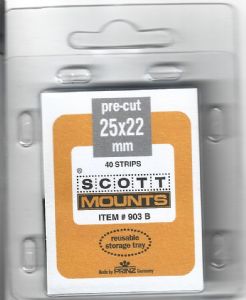 pre-cut
25x22
mm
40 STRIPS
®
SCOTT
MOUNTS
ITEM # 903 B
reusable
storage tray
Made by PRINZ Germany